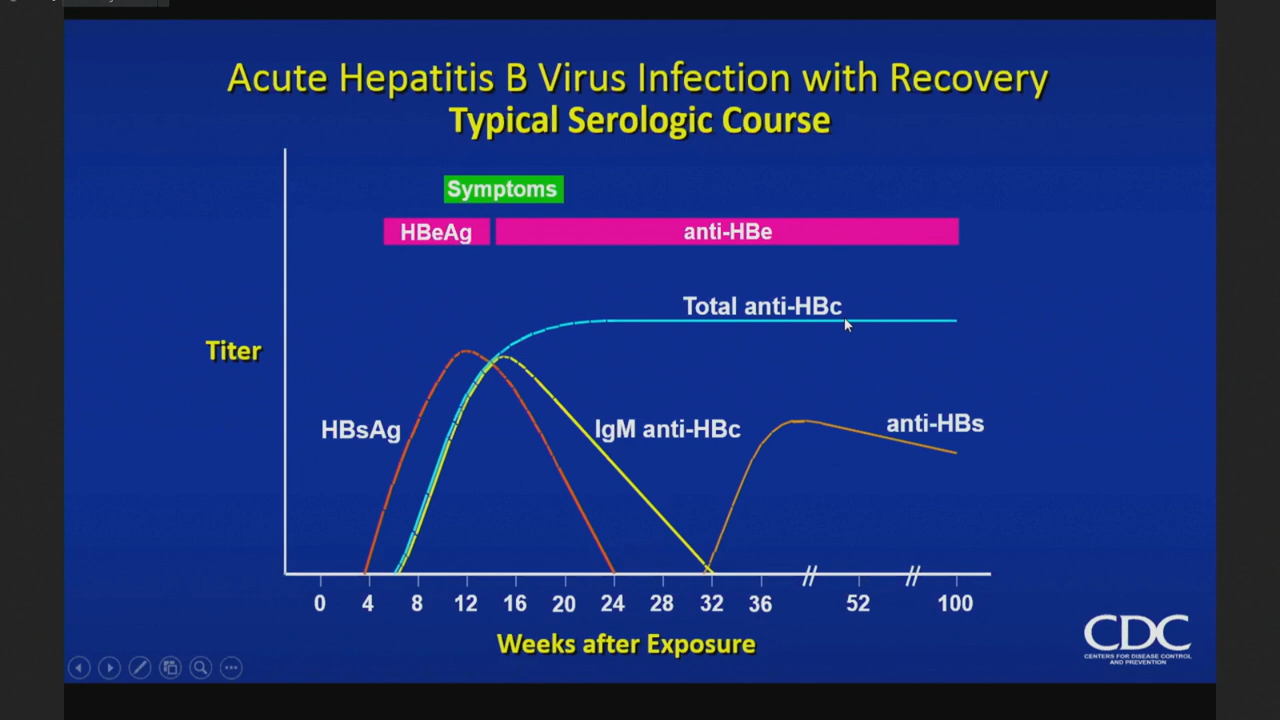 Acute Hepatitis B Virus Infection with Recovery
Typical Serologic Course
Symptoms
HBeAg anti-HBe
Total anti-HBc
Titer
HBsAg IgM anti-HBc anti-HBs
0 4 8 12 16 20 24 28 32 36 52 100
Weeks after Exposure
CDC
CENTERS FOR DISEASE CONTROL
AND PREVENTION